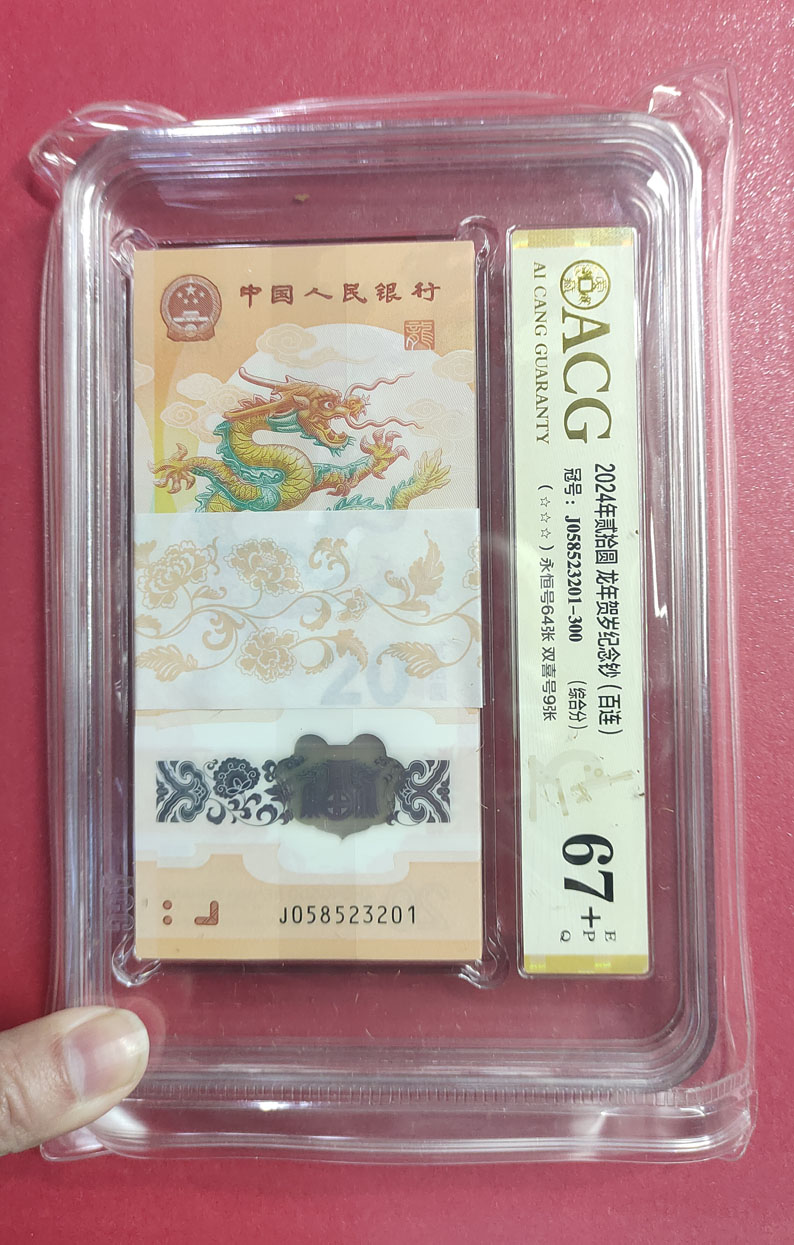 中国人民银行
龍
20
J058523201
ACG
AI CANG GUARANTY
2024年贰拾圆 龙年贺岁纪念钞（百连）
冠号：J058523201-300 （综合分）
（☆☆☆）永恒号64张 双喜号9张
67+
E
P
Q